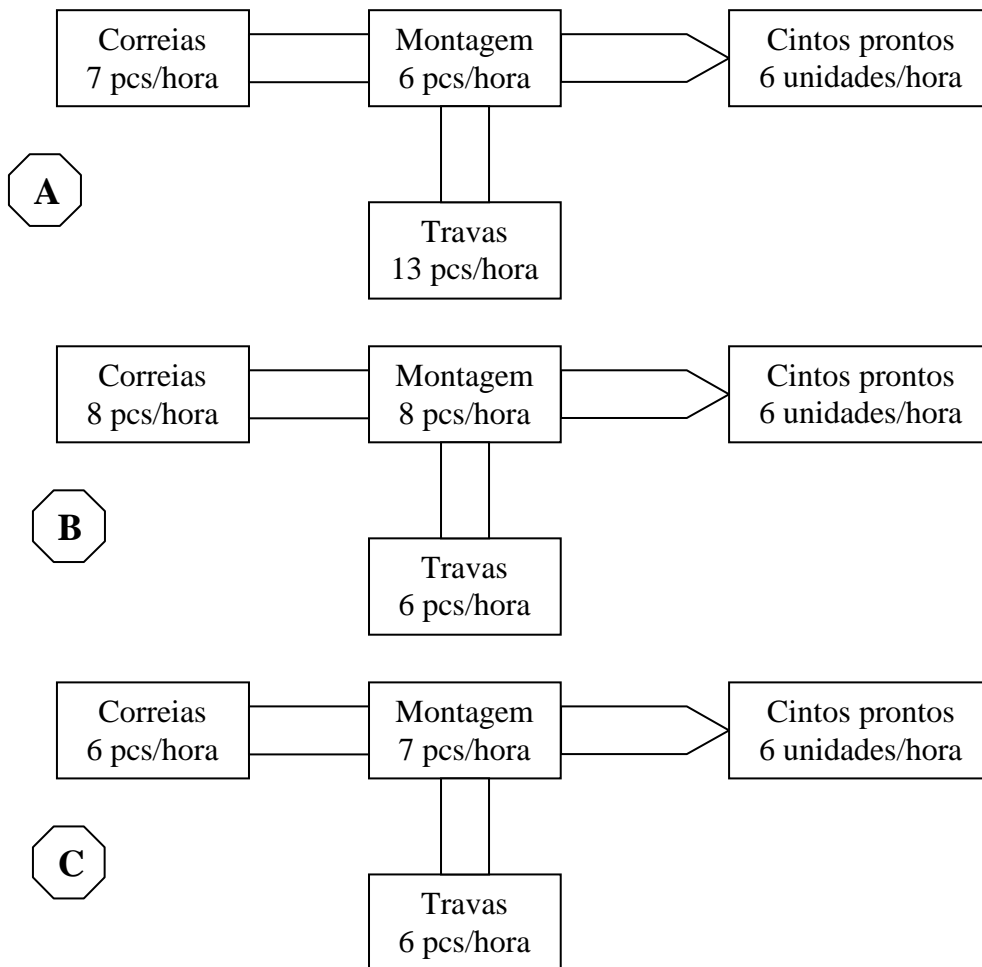 Correias
7 pcs/hora
Montagem
6 pcs/hora
Cintos prontos
6 unidades/hora
A
Travas
13 pcs/hora
Correias
8 pcs/hora
Montagem
8 pcs/hora
Cintos prontos
6 unidades/hora
B
Travas
6 pcs/hora
Correias
6 pcs/hora
Montagem
7 pcs/hora
Cintos prontos
6 unidades/hora
C
Travas
6 pcs/hora